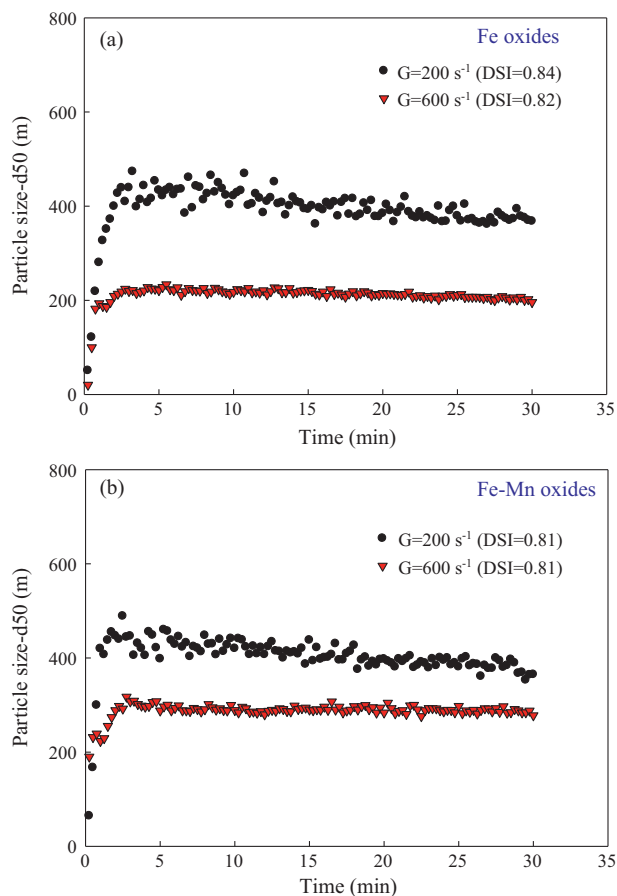 800
(a)
Fe oxides
G=200 s-1 (DSI=0.84)
G=600 s-1 (DSI=0.82)
600
400
200
0
Particle size-d50 (m)
0 5 10 15 20 25 30 35
Time (min)
800
(b)
Fe-Mn oxides
G=200 s-1 (DSI=0.81)
G=600 s-1 (DSI=0.81)
600
400
200
0
Particle size-d50 (m)
0 5 10 15 20 25 30 35
Time (min)